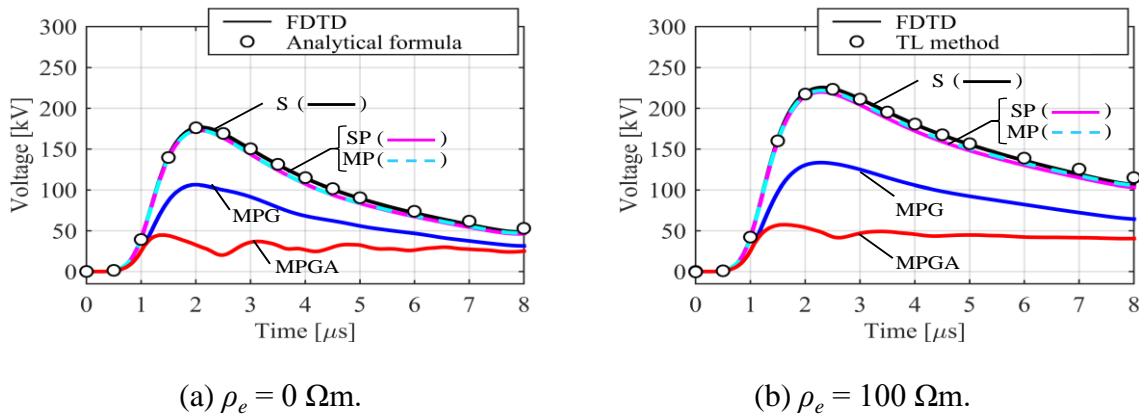 FDTD
Analytical formula
Voltage [kV]
300
250
200
150
100
50
0
S ( )
SP ( )
MP( )
MPG
MPGA
0 1 2 3 4 5 6 7 8
Time [μs]
(a) ρe = 0 Ωm.
FDTD
TL method
Voltage [kV]
300
250
200
150
100
50
0
S ( )
SP ( )
MP( )
MPG
MPGA
0 1 2 3 4 5 6 7 8
Time [μs]
(b) ρe = 100 Ωm.